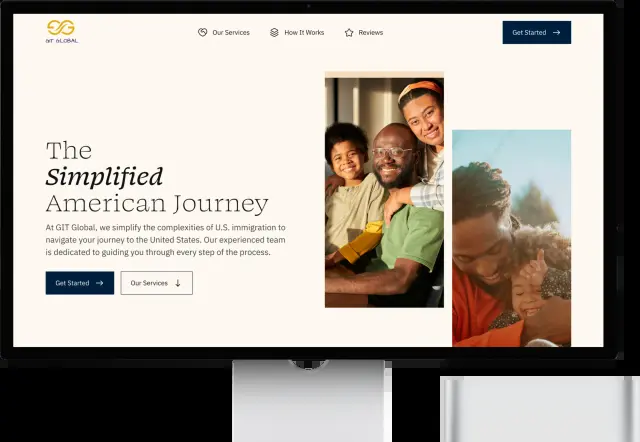 GIT GLOBAL
Our Services
How It Works
Reviews
Get Started
The
Simplified
American Journey
At GIT Global, we simplify the complexities of U.S. immigration to
navigate your journey to the United States. Our experienced team
is dedicated to guiding you through every step of the process.
Get Started
Our Services